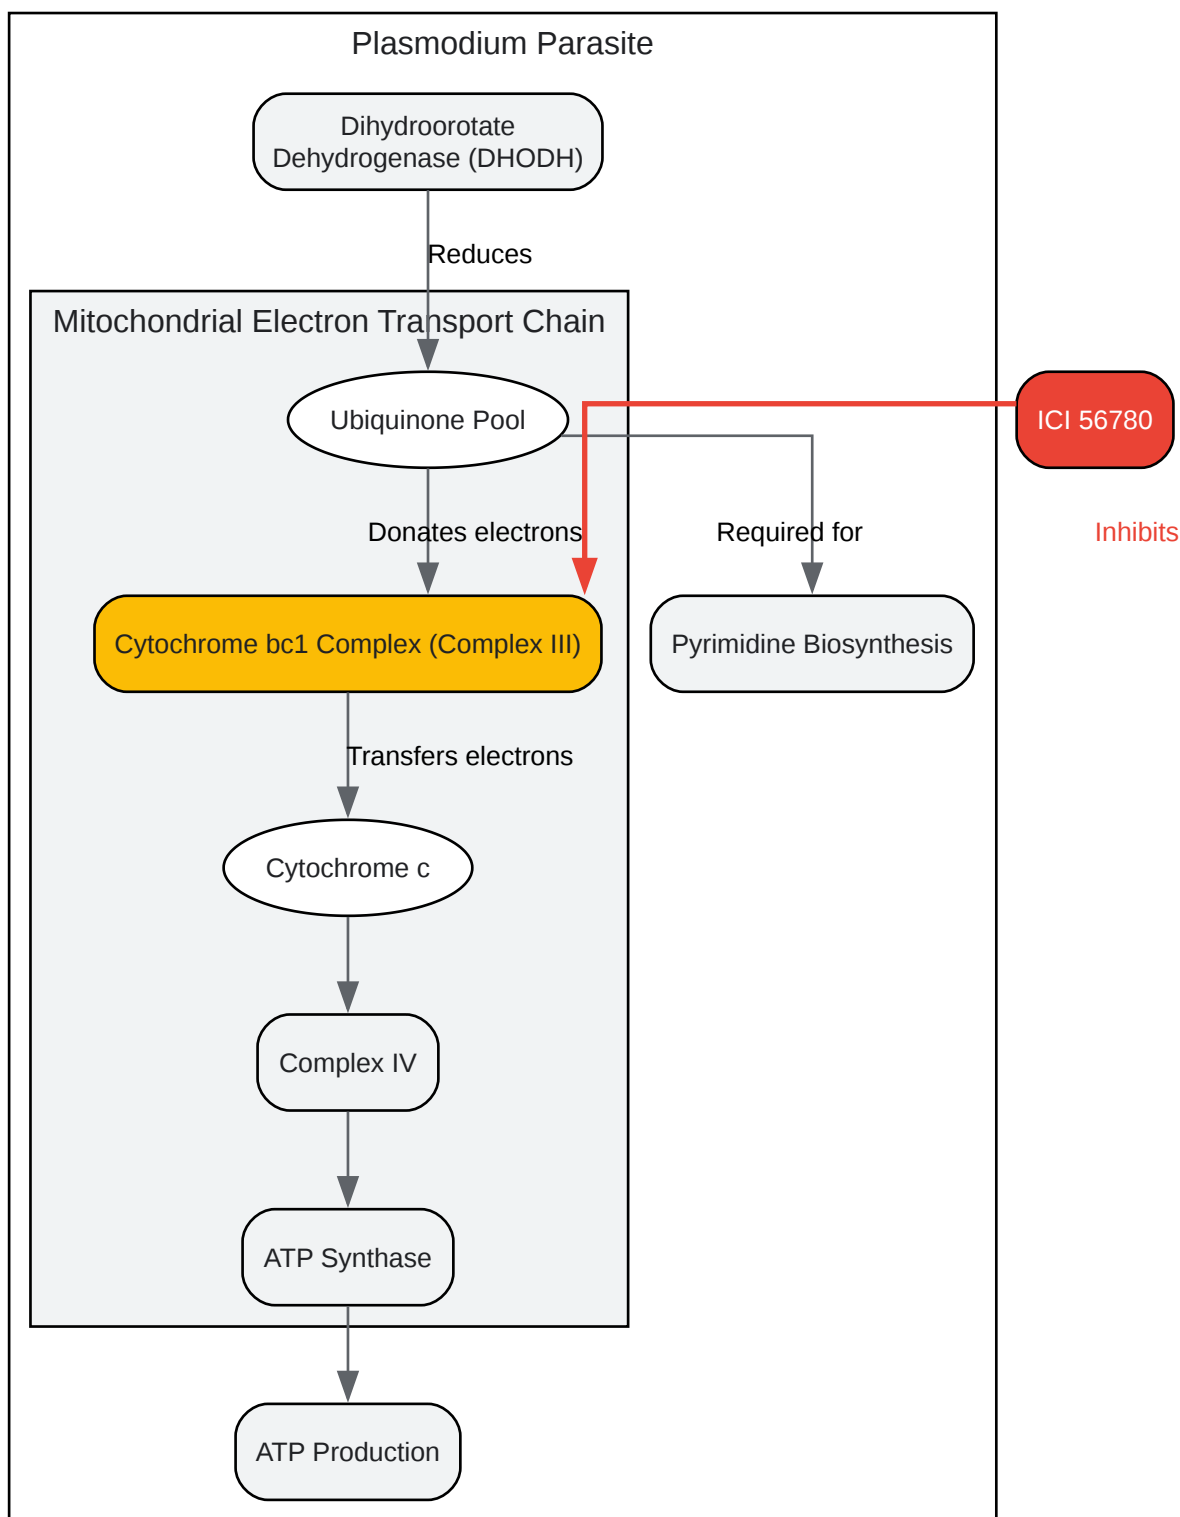 Plasmodium Parasite
Dihydroorotate
Dehydrogenase (DHODH)
Reduces
Mitochondrial Electron Transport Chain
Ubiquinone Pool
ICI 56780
Donates electrons
Required for
Inhibits
Cytochrome bc1 Complex (Complex III)
Pyrimidine Biosynthesis
Transfers electrons
Cytochrome c
Complex IV
ATP Synthase
ATP Production